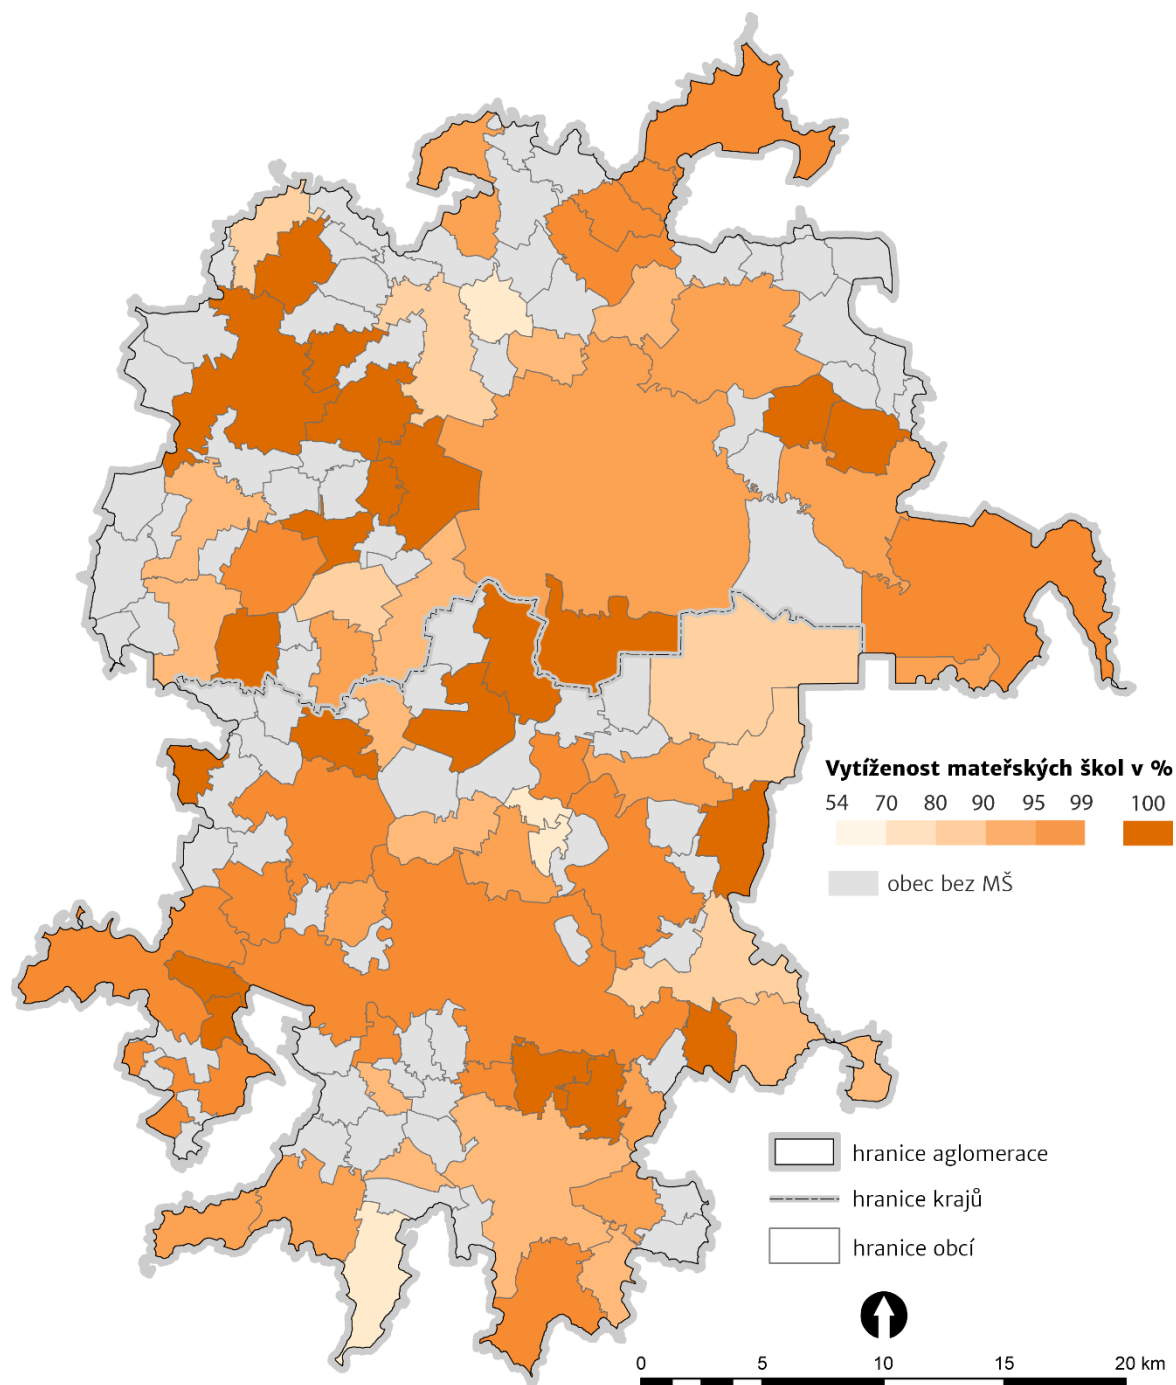 Vytíženost mateřských škol v %
54 70 80 90 95 99 100
obec bez MŠ
hranice aglomerace
hranice krajů
hranice obcí
0 5 10 15 20 km